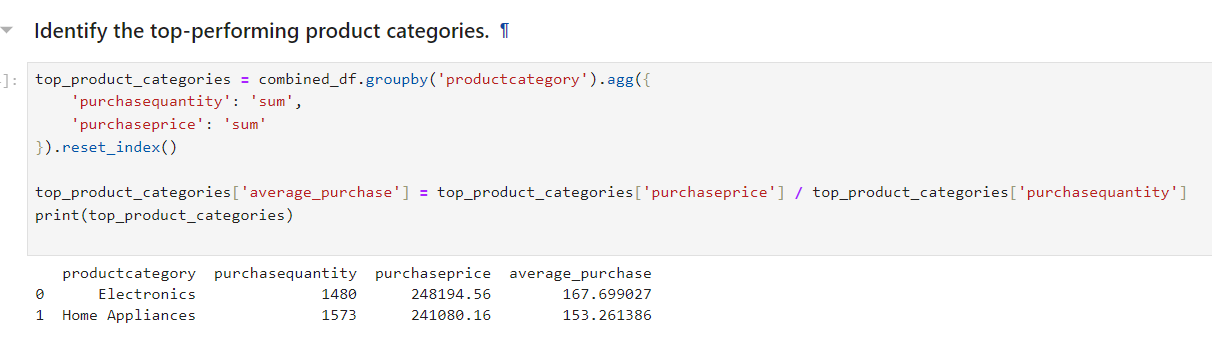 Identify the top-performing product categories. ¶
]:
top_product_categories = combined_df.groupby('productcategory').agg({
    'purchasequantity': 'sum',
    'purchaseprice': 'sum'
}).reset_index()
top_product_categories['average_purchase'] = top_product_categories['purchaseprice'] / top_product_categories['purchasequantity']
print(top_product_categories)
productcategory purchasequantity purchaseprice average_purchase
0 Electronics 1480 248194.56 167.699027
1 Home Appliances 1573 241080.16 153.261386